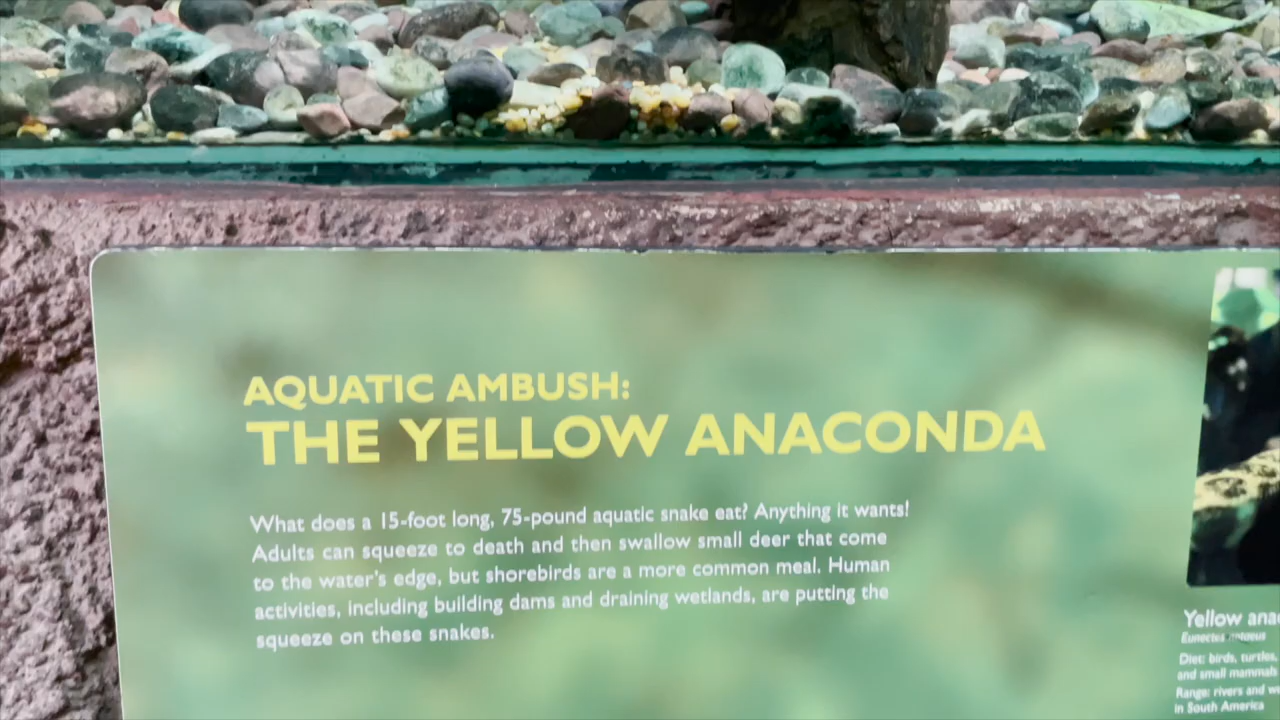 AQUATIC AMBUSH:
THE YELLOW ANACONDA
What does a 15-foot long, 75-pound aquatic snake eat? Anything it wants!
Adults can squeeze to death and then swallow small deer that come
to the water's edge, but shorebirds are a more common meal. Human
activities, including building dams and draining wetlands, are putting the
squeeze on these snakes.
Yellow
Eunectes notaeus
Diet: birds, turtles,
and small mammals
Range: rivers and
in South America